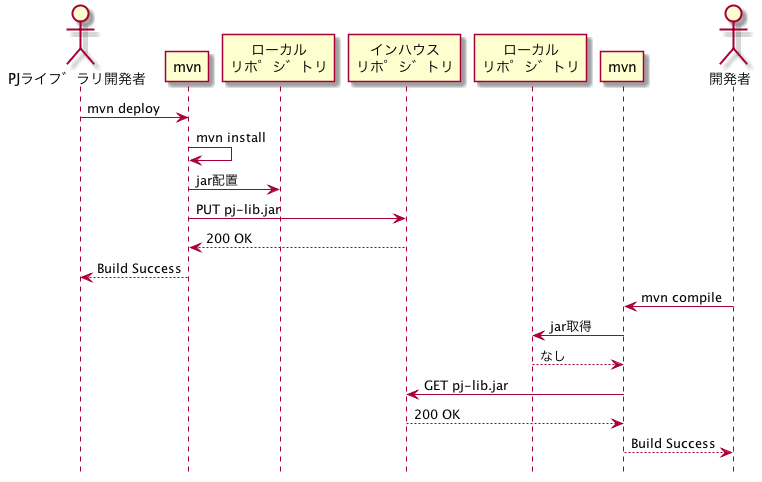 PJライブラリ開発者
mvn
ローカル
リポジトリ
インハウス
リポジトリ
ローカル
リポジトリ
mvn
開発者
mvn deploy
mvn install
jar配置
PUT pj-lib.jar
200 OK
Build Success
mvn compile
jar取得
なし
GET pj-lib.jar
200 OK
Build Success